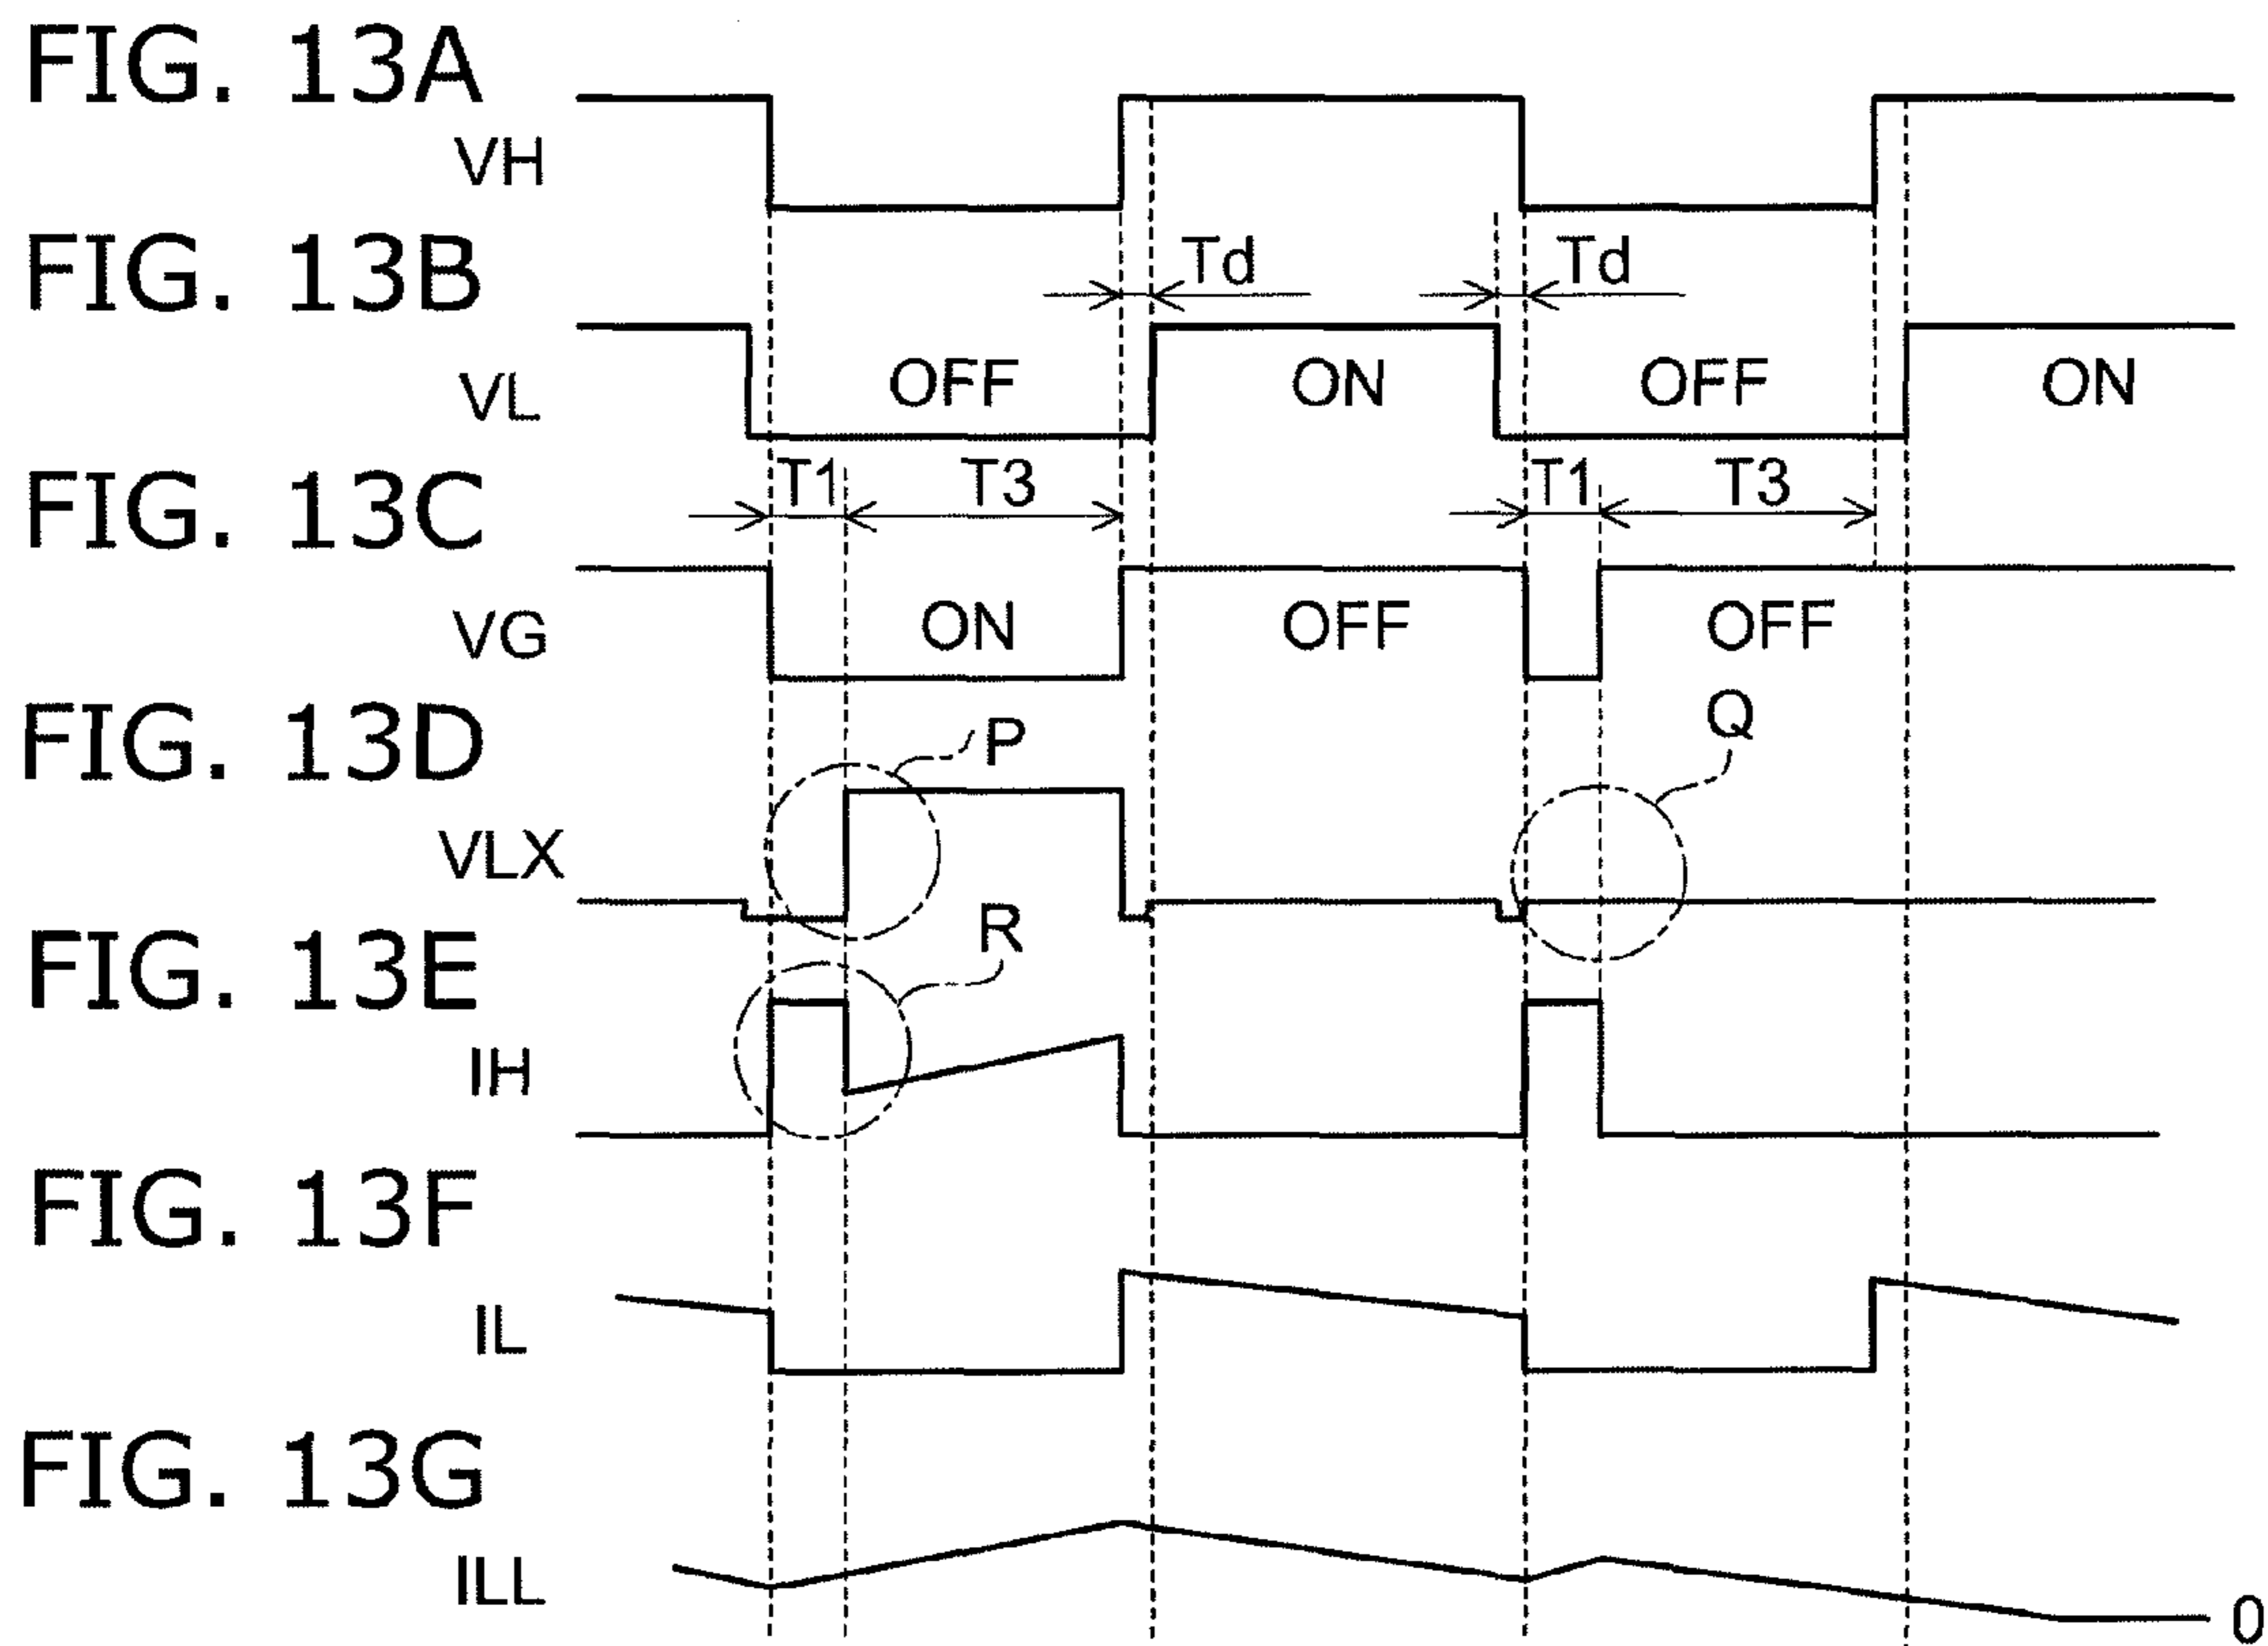 FIG. 13A
VH
FIG. 13B
Td Td
VL OFF ON OFF ON
FIG. 13C
T1 T3 T1 T3
VG ON OFF OFF
FIG. 13D
P Q
VLX
FIG. 13E
R
IH
FIG. 13F
IL
FIG. 13G
ILL 0